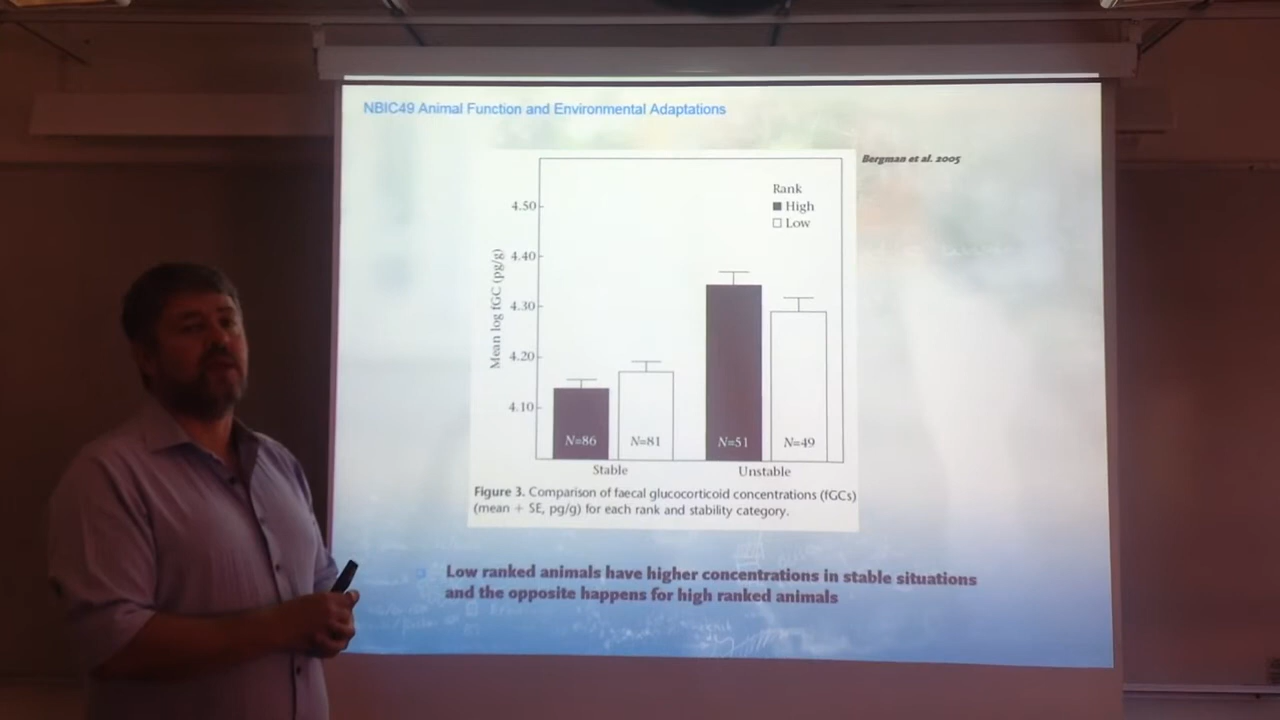 NBIC49 Animal Function and Environmental Adaptations
Bergman et al. 2005
Rank
High
Low
4.50
4.40
4.30
4.20
4.10
Mean log fGC (pg/g)
N=86
N=81
N=51
N=49
Stable
Unstable
Figure 3. Comparison of faecal glucocorticoid concentrations (fGCs)
(mean + SE, pg/g) for each rank and stability category.
Low ranked animals have higher concentrations in stable situations
and the opposite happens for high ranked animals